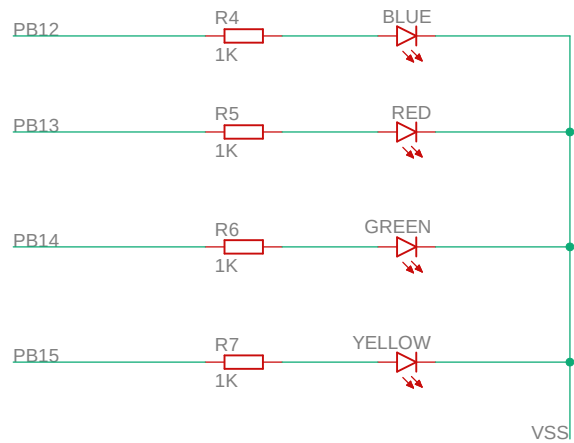 PB12 R4 BLUE
1K
PB13 R5 RED
1K
PB14 R6 GREEN
1K
PB15 R7 YELLOW
1K
VSS